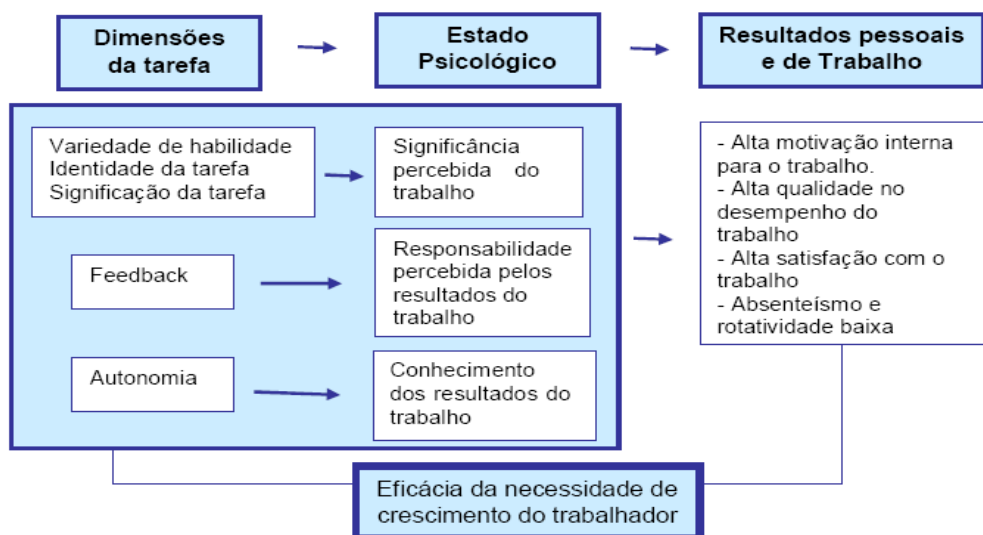 Dimensões
da tarefa
Estado
Psicológico
Resultados pessoais
e de Trabalho
Variedade de habilidade
Identidade da tarefa
Significação da tarefa
Significância
percebida do
trabalho
Feedback
Responsabilidade
percebida pelos
resultados do
trabalho
Autonomia
Conhecimento
dos resultados do
trabalho
- Alta motivação interna
para o trabalho.
- Alta qualidade no
desempenho do
trabalho
- Alta satisfação com o
trabalho
- Absenteísmo e
rotatividade baixa
Eficácia da necessidade de
crescimento do trabalhador